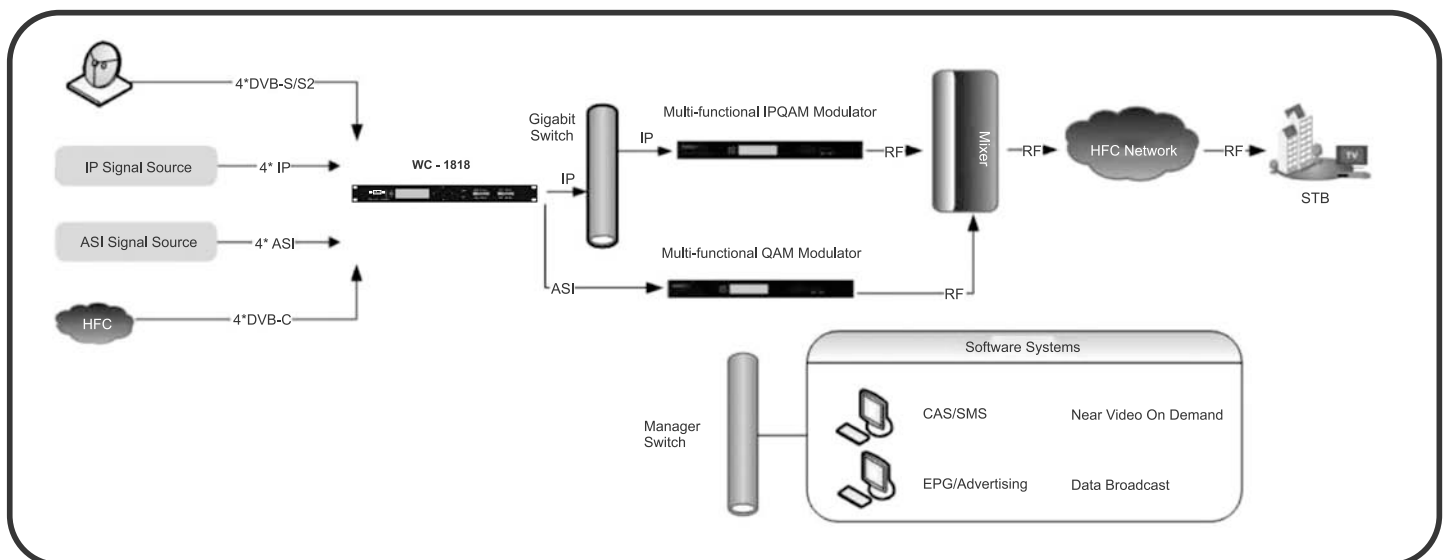 4*DVB-S/S2
IP Signal Source
4* IP
ASI Signal Source
4* ASI
HFC
4*DVB-C
WC - 1818
IP
ASI
Gigabit
Switch
IP
Multi-functional IPQAM Modulator
RF
Multi-functional QAM Modulator
RF
Mixer
RF
HFC Network
RF
TV
STB
Manager
Switch
Software Systems
CAS/SMS
Near Video On Demand
EPG/Advertising
Data Broadcast